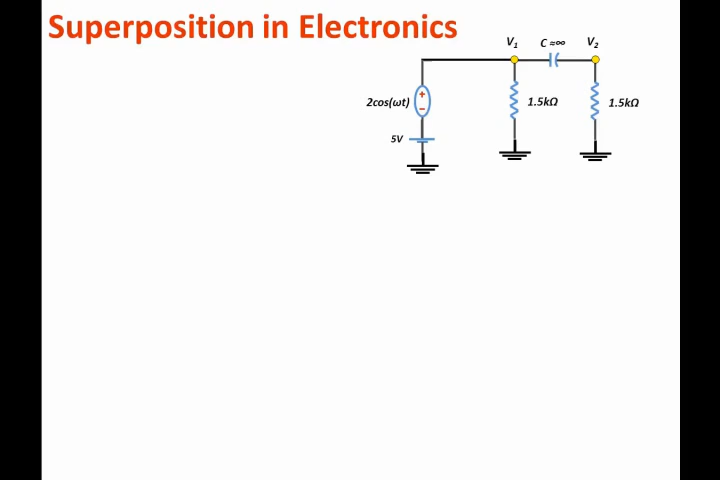 Superposition in Electronics
V₁ C ≈∞ V₂
2cos(ωt) + − 1.5kΩ 1.5kΩ
5V